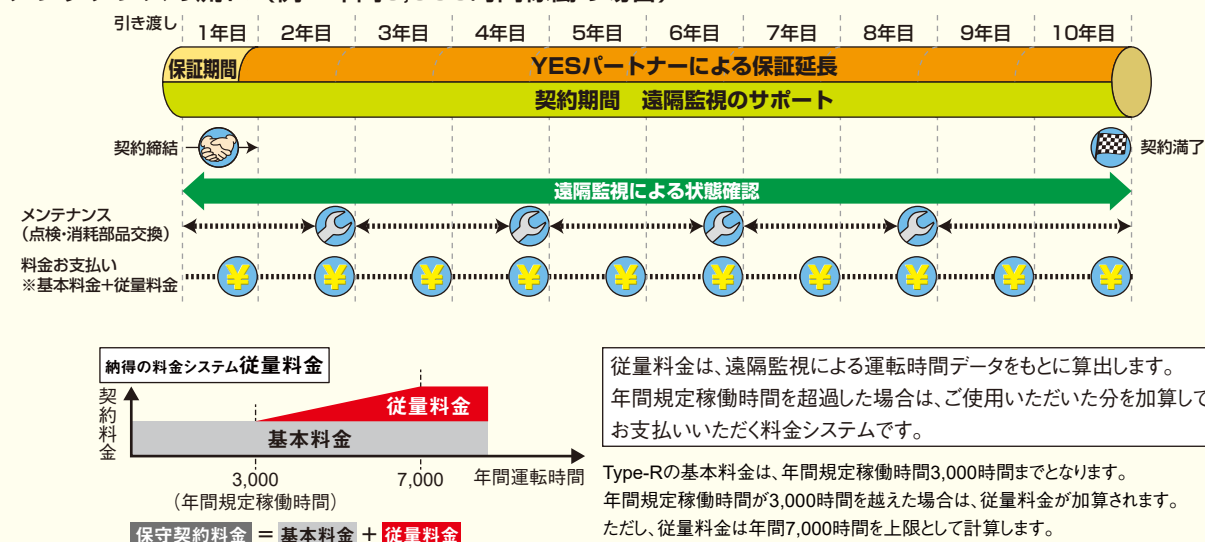 引き渡し
1年目 2年目 3年目 4年目 5年目 6年目 7年目 8年目 9年目 10年目
保証期間 YESパートナーによる保証延長
契約期間 遠隔監視のサポート
契約締結 契約満了
遠隔監視による状態確認
メンテナンス
(点検・消耗部品交換)
料金お支払い
※基本料金+従量料金
¥ ¥ ¥ ¥ ¥ ¥ ¥ ¥ ¥ ¥
納得の料金システム従量料金
契約料金
従量料金
基本料金
3,000 7,000 年間運転時間
(年間規定稼働時間)
保守契約料金 = 基本料金 + 従量料金
従量料金は、遠隔監視による運転時間データをもとに算出します。
年間規定稼働時間を超過した場合は、ご使用いただいた分を加算して
お支払いいただく料金システムです。
Type-Rの基本料金は、年間規定稼働時間3,000時間までとなります。
年間規定稼働時間が3,000時間を越えた場合は、従量料金が加算されます。
ただし、従量料金は年間7,000時間を上限として計算します。